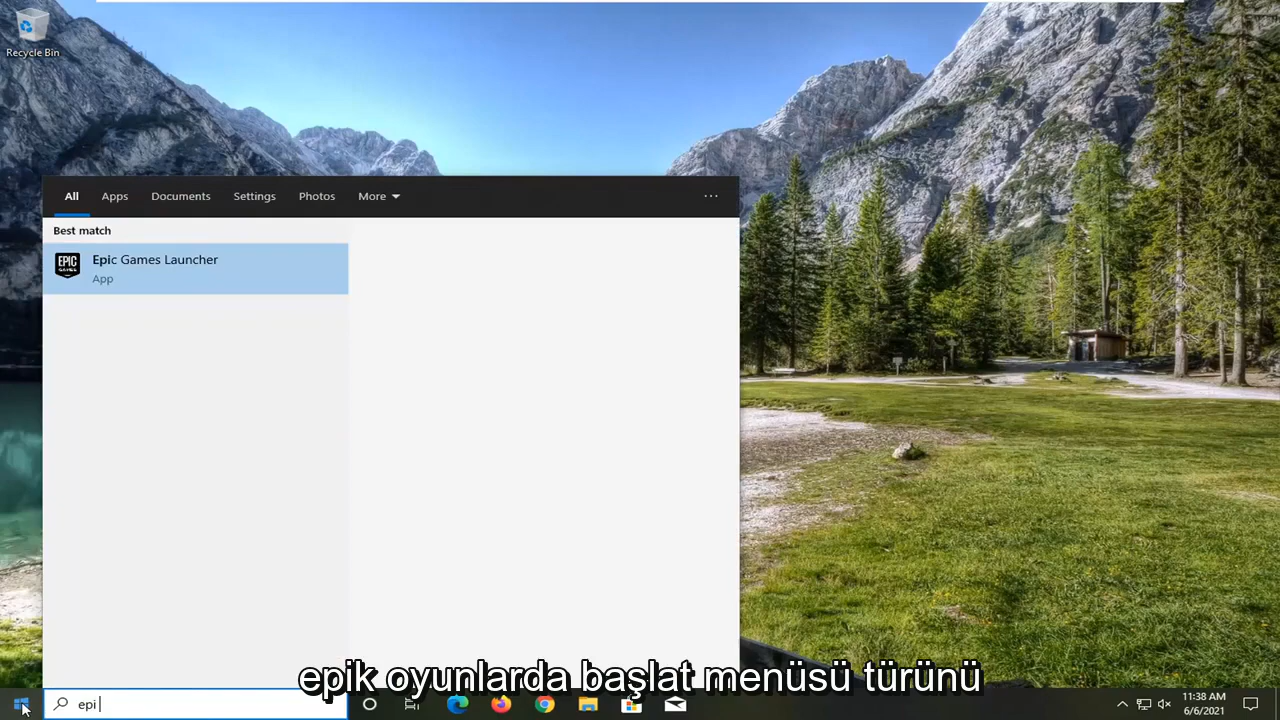 Recycle Bin
All Apps Documents Settings Photos More ...
Best match
EPIC GAMES
Epic Games Launcher
App
epik oyunlarda başlat menüsü türünü
epi
11:38 AM
6/6/2021